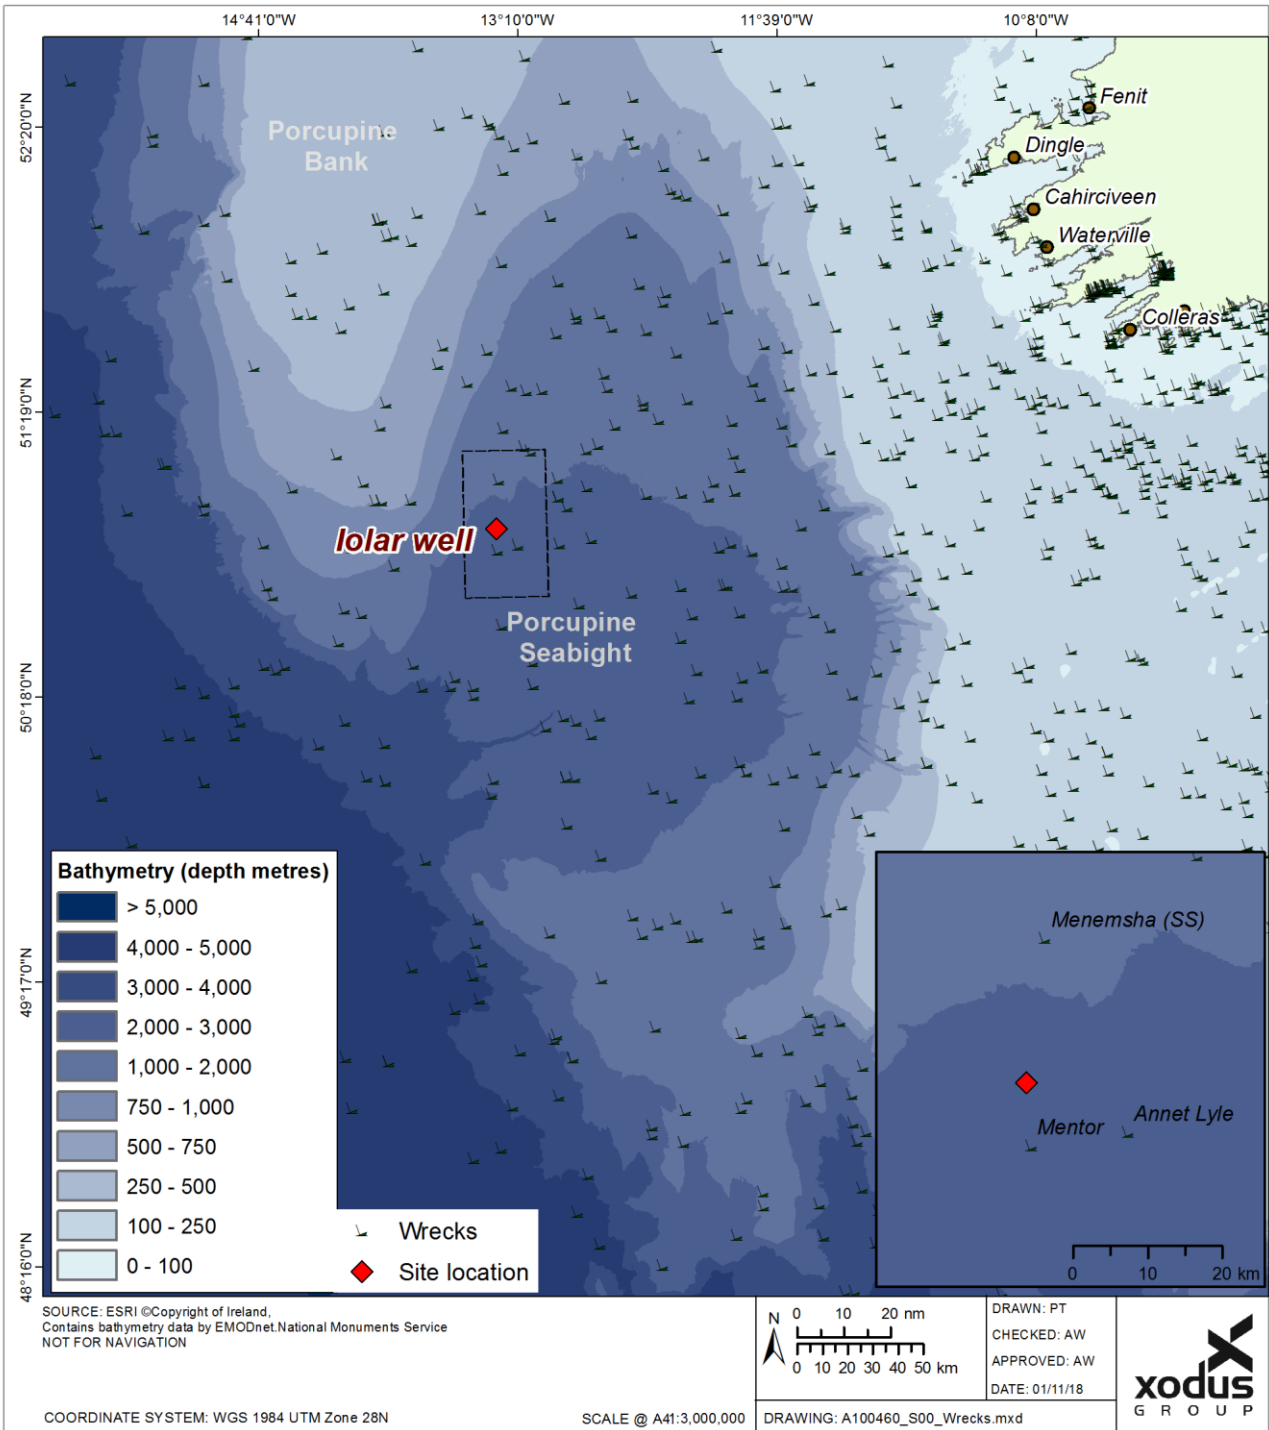 14°41'0"W
13°10'0"W
11°39'0"W
10°8'0"W
52°20'0"N
51°19'0"N
50°18'0"N
49°17'0"N
48°16'0"N
Porcupine
Bank
Fenit
Dingle
Cahirciveen
Waterville
Colleras
Iolar well
Porcupine
Seabight
Bathymetry (depth metres)
> 5,000
4,000 - 5,000
3,000 - 4,000
2,000 - 3,000
1,000 - 2,000
750 - 1,000
500 - 750
250 - 500
100 - 250
0 - 100
Wrecks
Site location
Menemsha (SS)
Mentor
Annet Lyle
0 10 20 km
SOURCE: ESRI ©Copyright of Ireland,
Contains bathymetry data by EMODnet.National Monuments Service
NOT FOR NAVIGATION
COORDINATE SYSTEM: WGS 1984 UTM Zone 28N
SCALE @ A41:3,000,000
N
0 10 20 nm
0 10 20 30 40 50 km
DRAWN: PT
CHECKED: AW
APPROVED: AW
DATE: 01/11/18
DRAWING: A100460_S00_Wrecks.mxd
xodus
GROUP